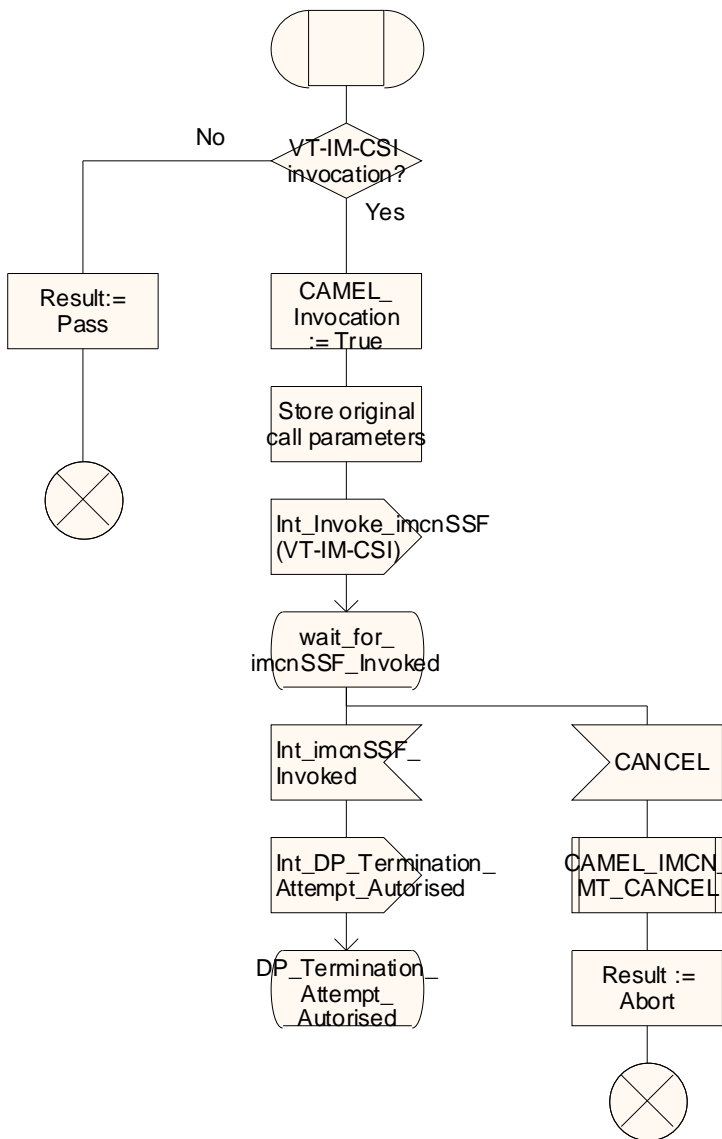 No
VT-IM-CSI
invocation?
Yes
Result:=
Pass
CAMEL_
Invocation
:= True
Store original
call parameters
Int_Invoke_imcnSSF
(VT-IM-CSI)
wait_for_
imcnSSF_Invoked
Int_imcnSSF_
Invoked
CANCEL
Int_DP_Termination_
Attempt_Autorised
CAMEL_IMCN_
MT_CANCEL
DP_Termination_
Attempt_
Autorised
Result :=
Abort